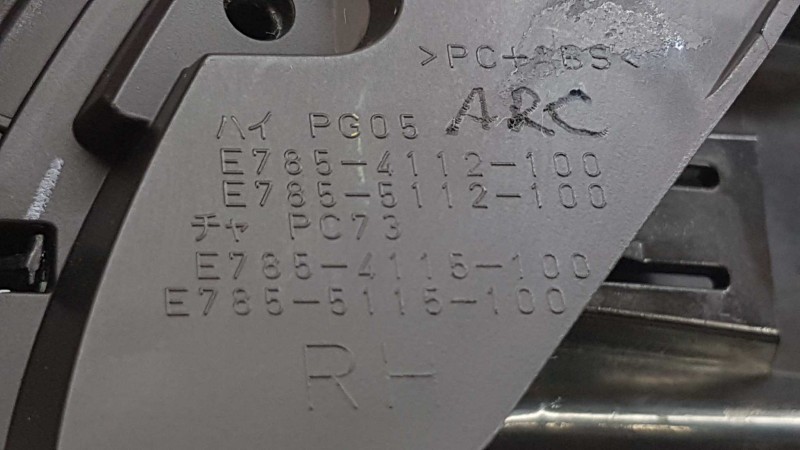 >PC+ABS<
ハイ PG05 ARC
E785-4112-100
E785-5112-100
チャ PC73
E785-4115-100
E785-5115-100
RH